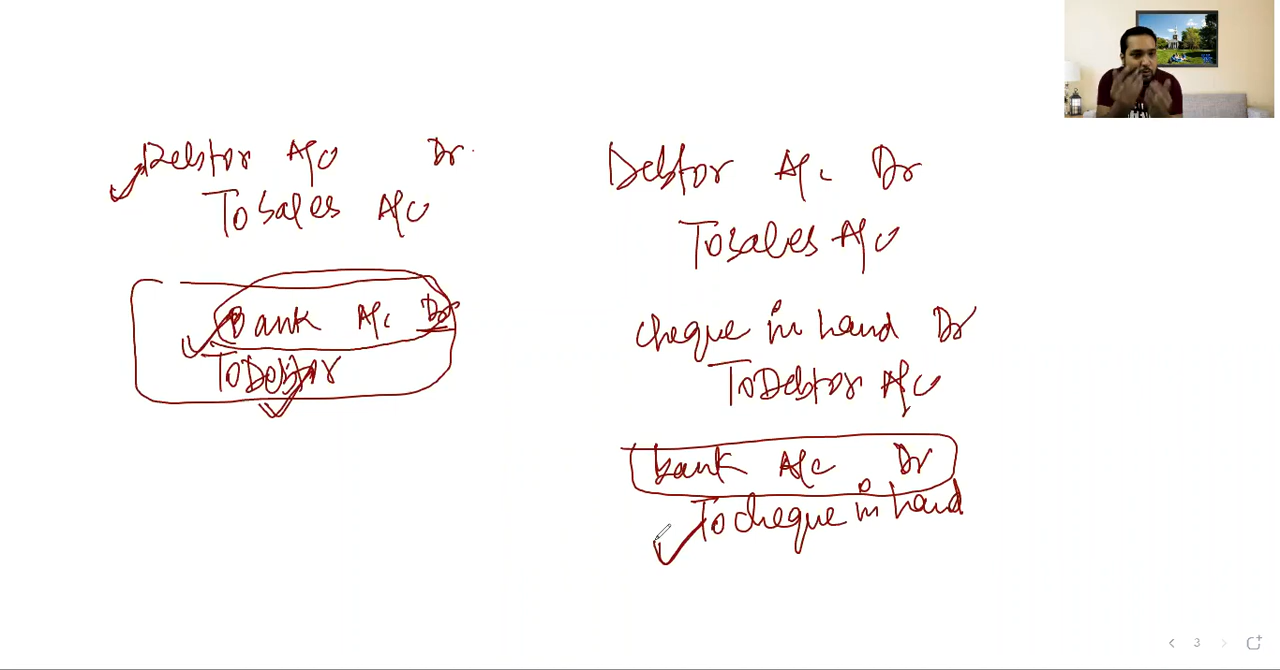 Debtor A/c Dr.
To Sales A/c
Bank A/c Dr
To Debtor
Debtor A/c Dr
To Sales A/c
cheque in hand Dr
To Debtor A/c
bank A/c Dr
To cheque in hand
3